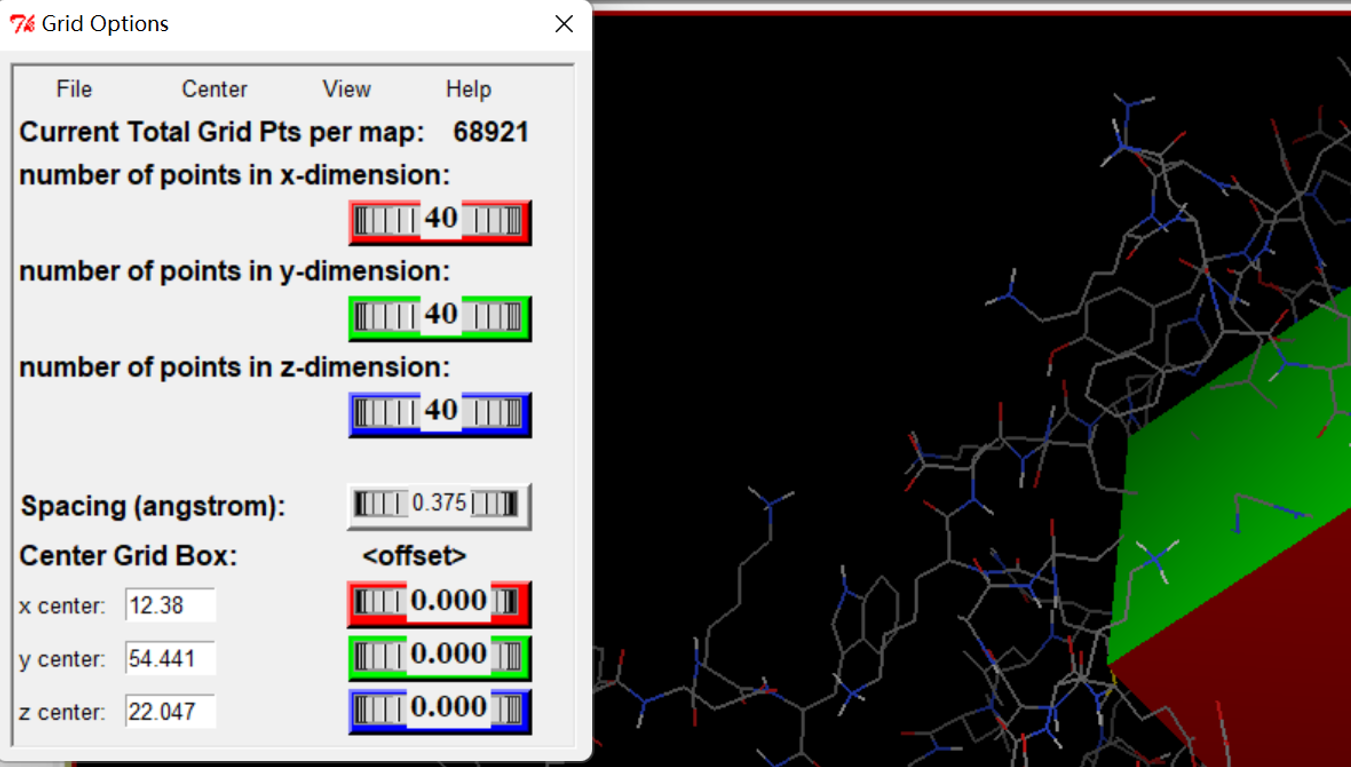 Grid Options
File Center View Help
Current Total Grid Pts per map: 68921
number of points in x-dimension:
40
number of points in y-dimension:
40
number of points in z-dimension:
40
Spacing (angstrom): 0.375
Center Grid Box: <offset>
x center: 12.38 0.000
y center: 54.441 0.000
z center: 22.047 0.000